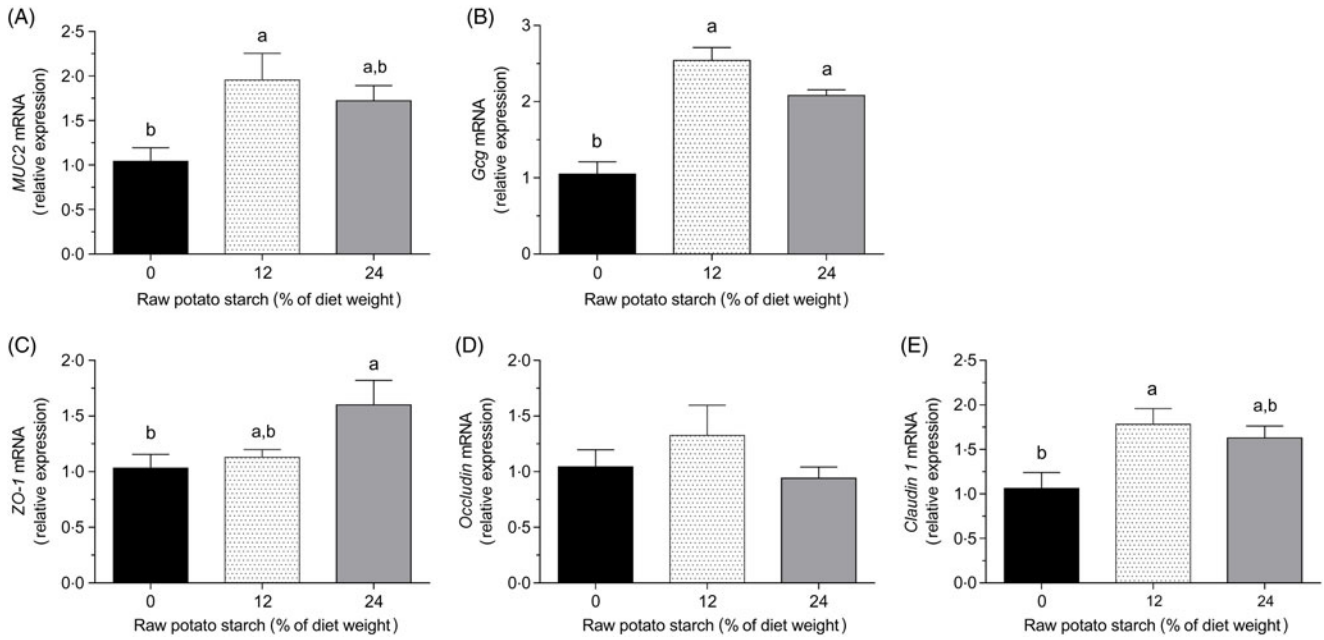 (A)
MUC2 mRNA
(relative expression)
2·5
2·0
1·5
1·0
0·5
0·0
b
a
a,b
0
12
24
Raw potato starch (% of diet weight)
(B)
Gcg mRNA
(relative expression)
3
2
1
0
b
a
a
0
12
24
Raw potato starch (% of diet weight)
(C)
ZO-1 mRNA
(relative expression)
2·0
1·5
1·0
0·5
0·0
b
a,b
a
0
12
24
Raw potato starch (% of diet weight)
(D)
Occludin mRNA
(relative expression)
2·0
1·5
1·0
0·5
0·0
0
12
24
Raw potato starch (% of diet weight)
(E)
Claudin 1 mRNA
(relative expression)
2·5
2·0
1·5
1·0
0·5
0·0
b
a
a,b
0
12
24
Raw potato starch (% of diet weight)